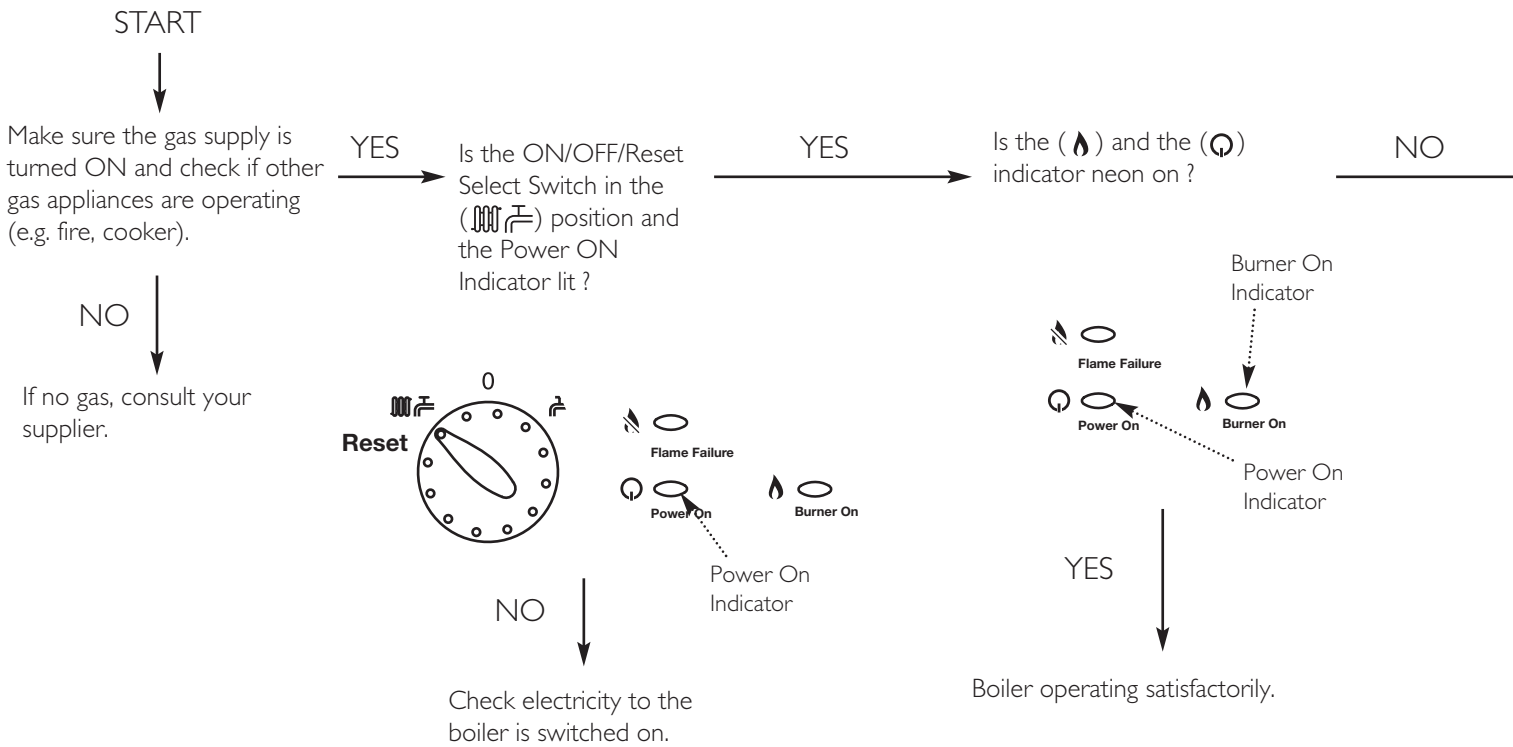 START
Make sure the gas supply is
turned ON and check if other
gas appliances are operating
(e.g. fire, cooker).
YES
NO
If no gas, consult your
supplier.
Is the ON/OFF/Reset
Select Switch in the
( ) position and
the Power ON
Indicator lit ?
YES
0
Reset
Flame Failure
Power On
Burner On
Power On
Indicator
NO
Check electricity to the
boiler is switched on.
Is the ( ) and the ( )
indicator neon on ?
NO
Burner On
Indicator
Flame Failure
Power On
Burner On
Power On
Indicator
YES
Boiler operating satisfactorily.